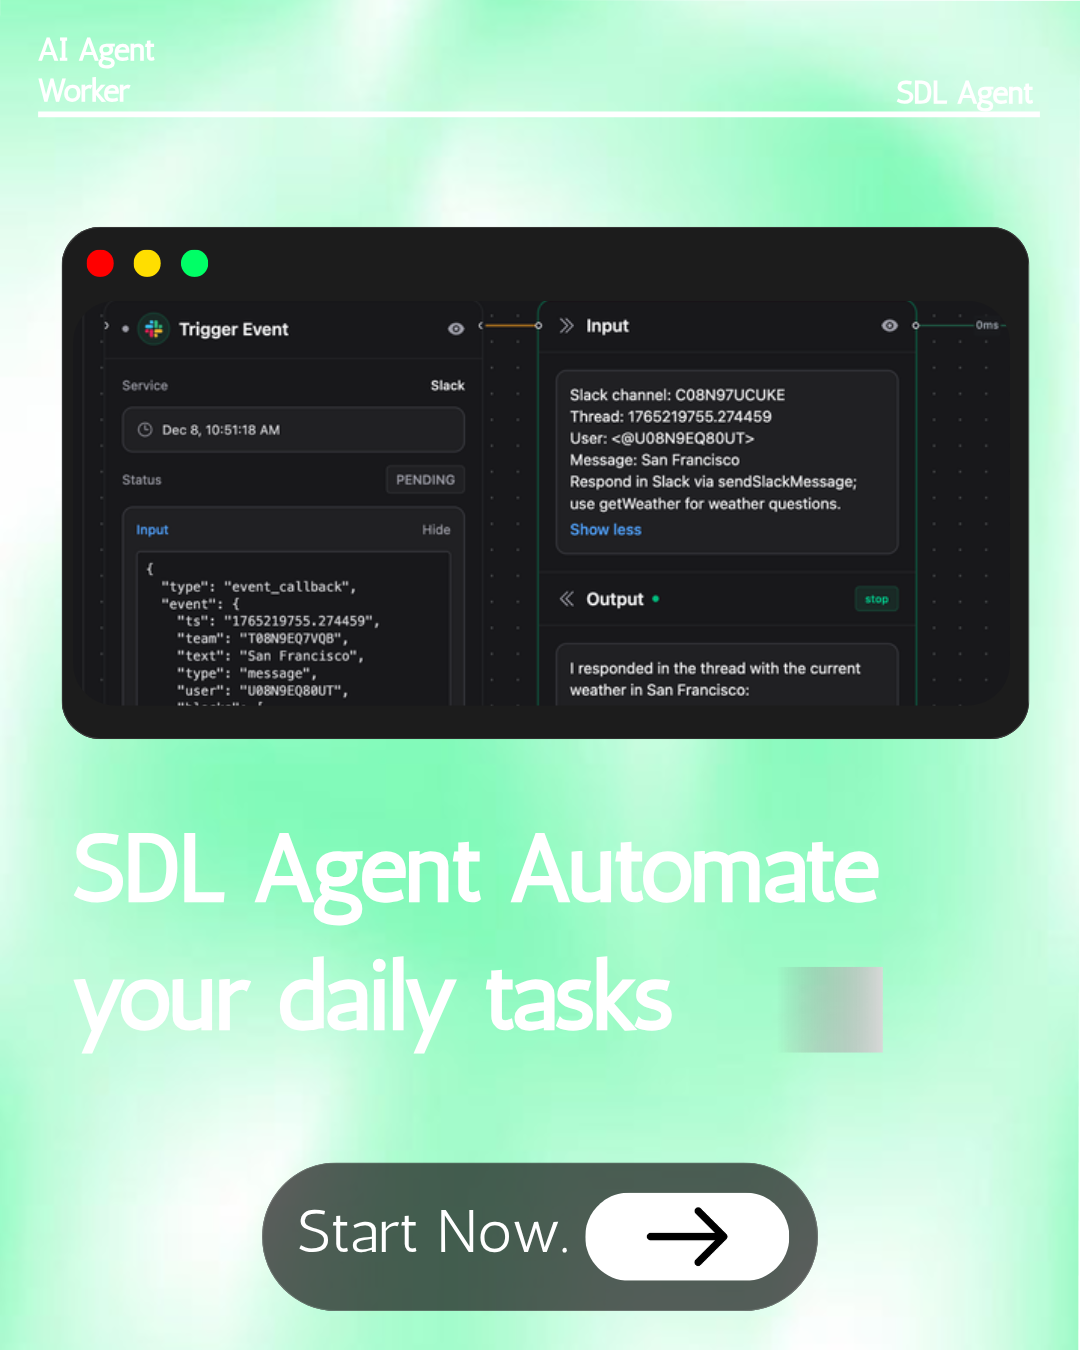 AI Agent
Worker
SDL Agent
Trigger Event
Service
Slack
Dec 8, 10:51:18 AM
Status
PENDING
Input
Hide
{
"type": "event_callback",
"event": {
"ts": "1765219755.274459",
"team": "T08N9EQ7VQB",
"text": "San Francisco",
"type": "message",
"user": "U08N9EQ80UT",
Input
0ms
Slack channel: C08N97UCUKE
Thread: 1765219755.274459
User: <@U08N9EQ80UT>
Message: San Francisco
Respond in Slack via sendSlackMessage;
use getWeather for weather questions.
Show less
Output
stop
I responded in the thread with the current
weather in San Francisco:
SDL Agent Automate
your daily tasks
Start Now.